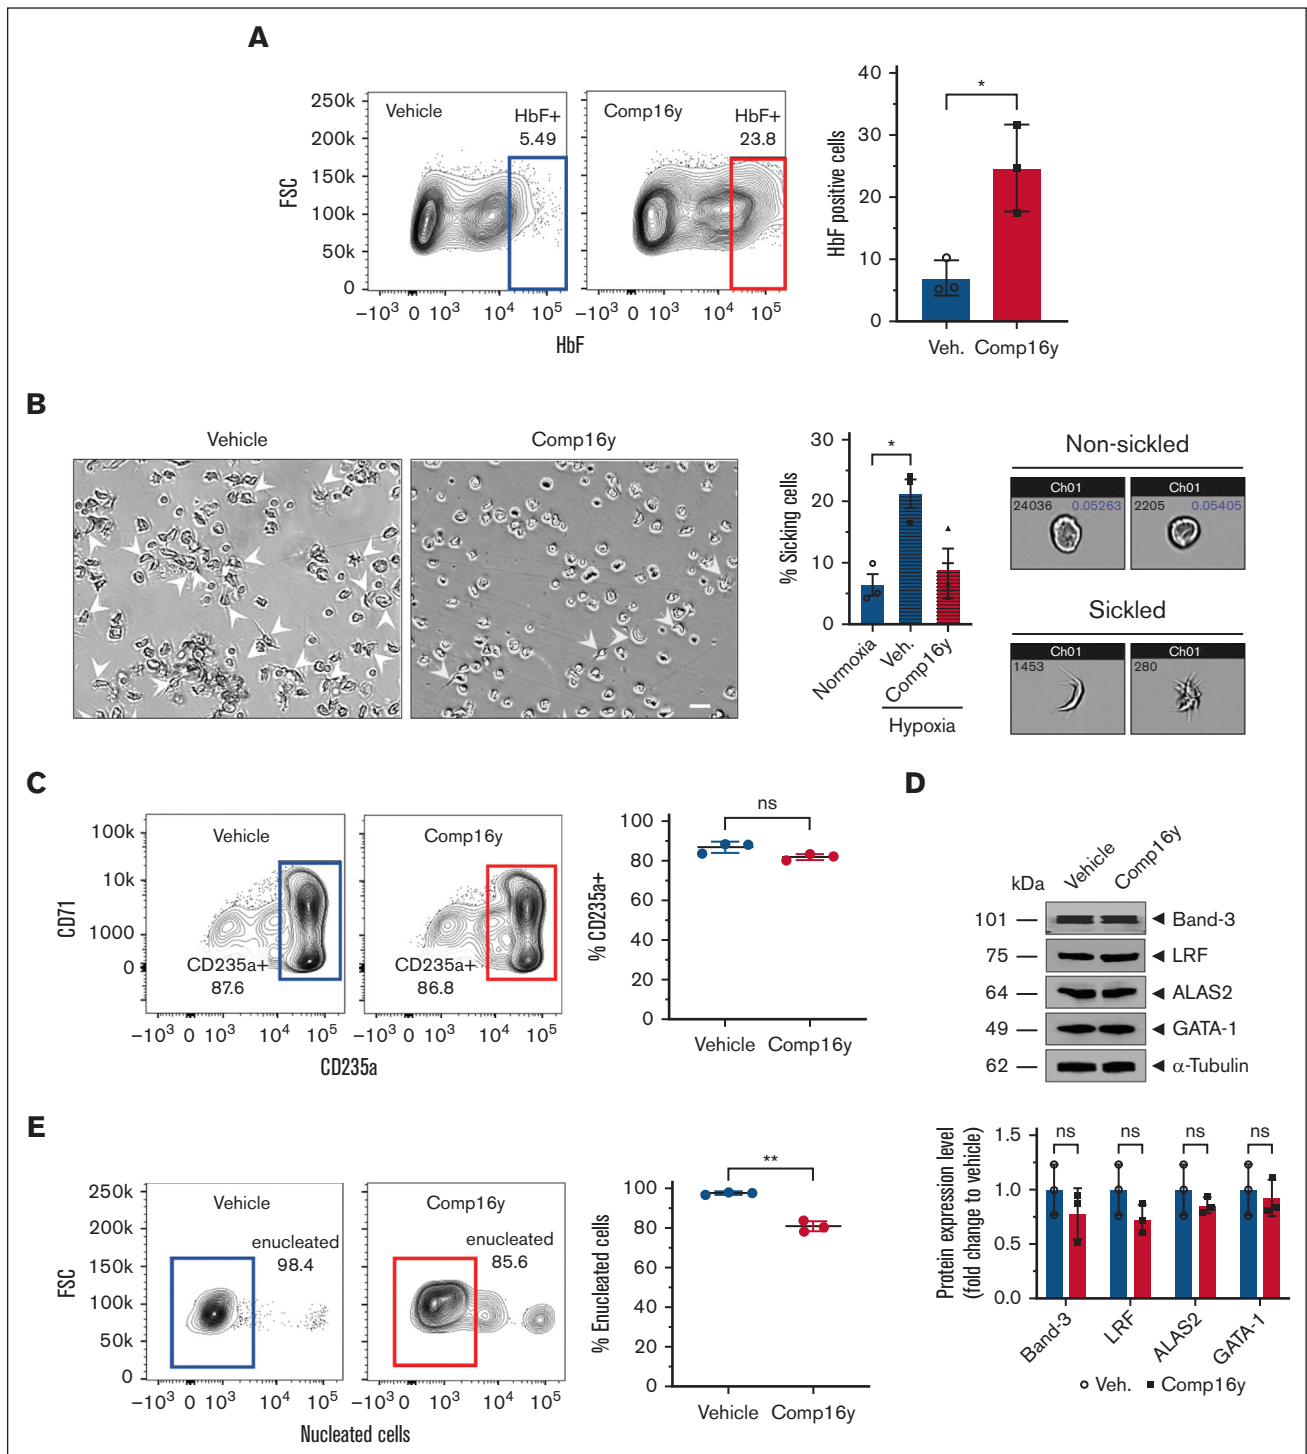 A
Vehicle
HbF+
5.49
Comp16y
HbF+
23.8
FSC
250k
200k
150k
100k
50k
0
−10³ 0 10³ 10⁴ 10⁵
−10³ 0 10³ 10⁴ 10⁵
HbF
HbF positive cells
40
30
20
10
0
*
Veh. Comp16y
B
Vehicle
Comp16y
% Sicking cells
30
20
10
0
*
Normoxia
Veh.
Comp16y
Hypoxia
Non-sickled
Ch01
24036 0.05263
Ch01
2205 0.05405
Sickled
Ch01
1453
Ch01
280
C
CD71
100k
10k
1000
0
Vehicle
CD235a+
87.6
Comp16y
CD235a+
86.8
−10³ 0 10³ 10⁴ 10⁵
−10³ 0 10³ 10⁴ 10⁵
CD235a
% CD235a+
100
80
60
40
20
0
ns
Vehicle Comp16y
D
kDa
Vehicle
Comp16y
101 Band-3
75 LRF
64 ALAS2
49 GATA-1
62 α-Tubulin
Protein expression level
(fold change to vehicle)
1.5
1.0
0.5
0.0
ns ns ns ns
Band-3
LRF
ALAS2
GATA-1
Veh. Comp16y
E
FSC
250k
200k
150k
100k
50k
0
Vehicle
enucleated
98.4
Comp16y
enucleated
85.6
−10³ 0 10³ 10⁴ 10⁵
−10³ 0 10³ 10⁴ 10⁵
Nucleated cells
% Enucleated cells
100
80
60
40
20
0
**
Vehicle Comp16y